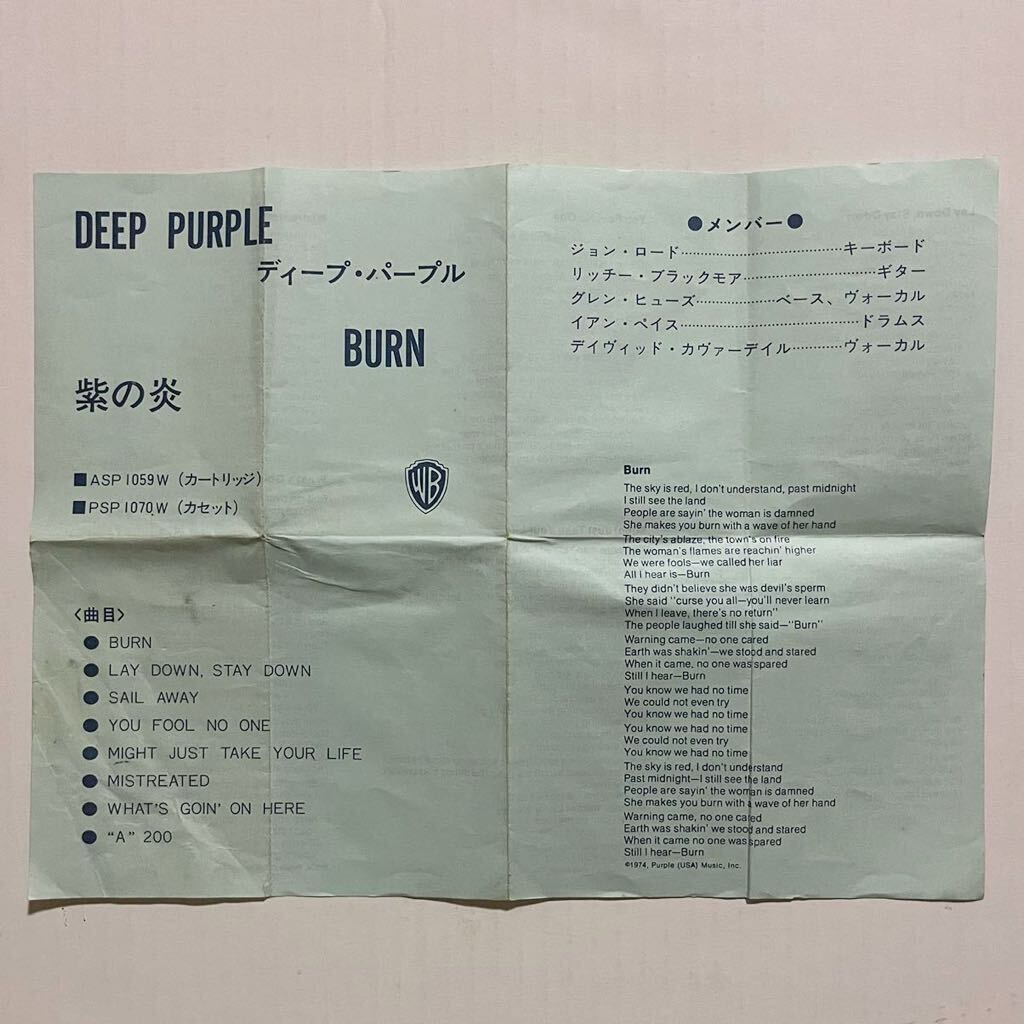 DEEP PURPLE
ディープ・パープル
BURN
紫の炎
■ASP 1059W (カートリッジ)
■PSP 1070W (カセット)
WB
〈曲目〉
● BURN
● LAY DOWN, STAY DOWN
● SAIL AWAY
● YOU FOOL NO ONE
● MIGHT JUST TAKE YOUR LIFE
● MISTREATED
● WHAT'S GOIN' ON HERE
● "A" 200
●メンバー●
ジョン・ロード……………………キーボード
リッチー・ブラックモア………………ギター
グレン・ヒューズ…………ベース、ヴォーカル
イアン・ペイス……………………ドラムス
デイヴィッド・カヴァーデイル…………ヴォーカル
Burn
The sky is red, I don't understand, past midnight
I still see the land
People are sayin' the woman is damned
She makes you burn with a wave of her hand
The city's ablaze, the town's on fire
The woman's flames are reachin' higher
We were fools—we called her liar
All I hear is—Burn
They didn't believe she was devil's sperm
She said "curse you all—you'll never learn
When I leave, there's no return"
The people laughed till she said—"Burn"
Warning came—no one cared
Earth was shakin'—we stood and stared
When it came, no one was spared
Still I hear—Burn
You know we had no time
We could not even try
You know we had no time
You know we had no time
We could not even try
You know we had no time
The sky is red, I don't understand
Past midnight—I still see the land
People are sayin' the woman is damned
She makes you burn with a wave of her hand
Warning came, no one cared
Earth was shakin' we stood and stared
When it came no one was spared
Still I hear—Burn
©1974, Purple (USA) Music, Inc.